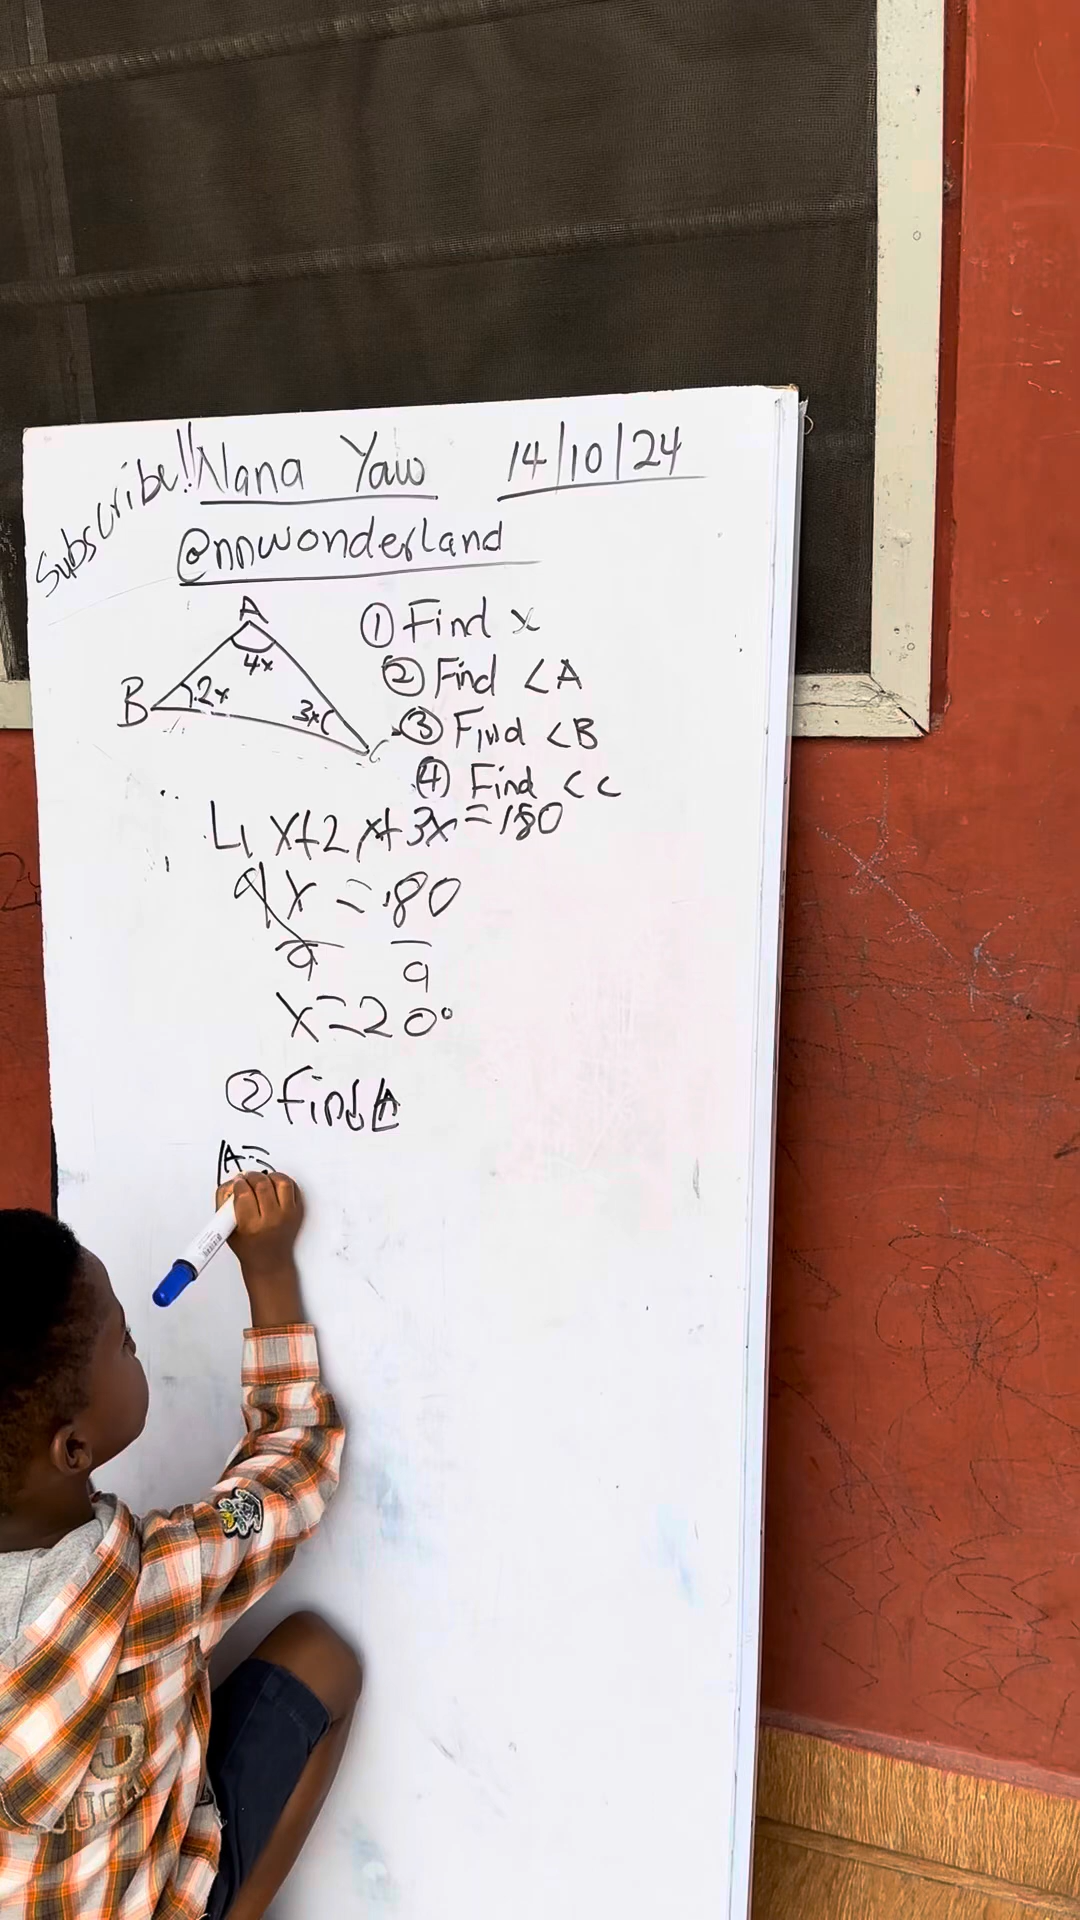 Subscribe!! Nana Yaw 14/10/24
@nnwonderland
A
4x
B 2x 3x C
① Find x
② Find <A
③ Find <B
④ Find <C
4x+2x+3x=180
9x=180
9 9
x=20°
② find A
A=